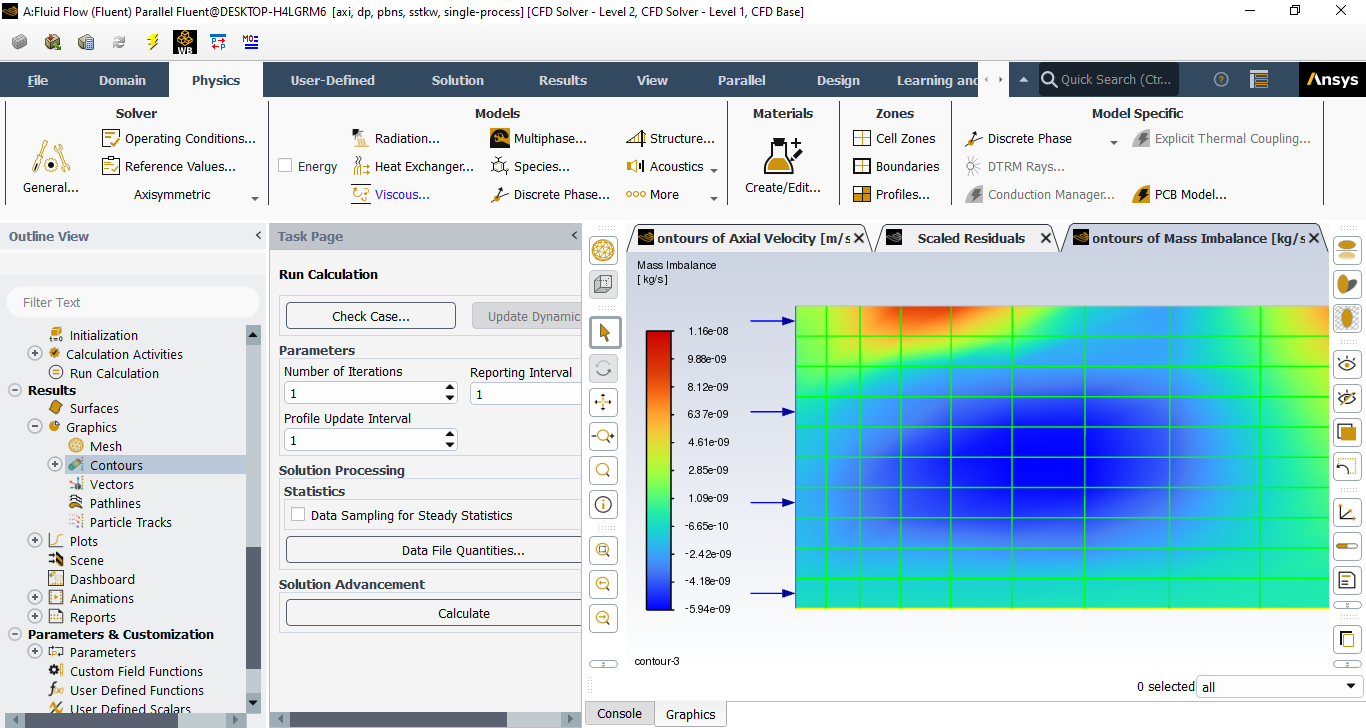 A:Fluid Flow (Fluent) Parallel Fluent@DESKTOP-H4LGRM6 [axi, dp, pbns, sstkw, single-process] [CFD Solver - Level 2, CFD Solver - Level 1, CFD Base]
WB
File Domain Physics User-Defined Solution Results View Parallel Design Learning and Quick Search (Ctr... Ansys
Solver Models Materials Zones Model Specific
General...
Operating Conditions...
Reference Values...
Axisymmetric
Energy
Radiation...
Heat Exchanger...
Viscous...
Multiphase...
Species...
Discrete Phase...
Structure...
Acoustics
More
Create/Edit...
Cell Zones
Boundaries
Profiles...
Discrete Phase
DTRM Rays...
Conduction Manager...
Explicit Thermal Coupling...
PCB Model...
Outline View
Filter Text
Initialization
Calculation Activities
Run Calculation
Results
Surfaces
Graphics
Mesh
Contours
Vectors
Pathlines
Particle Tracks
Plots
Scene
Dashboard
Animations
Reports
Parameters & Customization
Parameters
Custom Field Functions
User Defined Functions
User Defined Scalars
Task Page
Run Calculation
Check Case... Update Dynamic
Parameters
Number of Iterations Reporting Interval
1 1
Profile Update Interval
1
Solution Processing
Statistics
Data Sampling for Steady Statistics
Data File Quantities...
Solution Advancement
Calculate
ontours of Axial Velocity [m/s Scaled Residuals ontours of Mass Imbalance [kg/s
Mass Imbalance
[ kg/s ]
1.16e-08
9.88e-09
8.12e-09
6.37e-09
4.61e-09
2.85e-09
1.09e-09
-6.65e-10
-2.42e-09
-4.18e-09
-5.94e-09
contour-3
0 selected all
Console Graphics